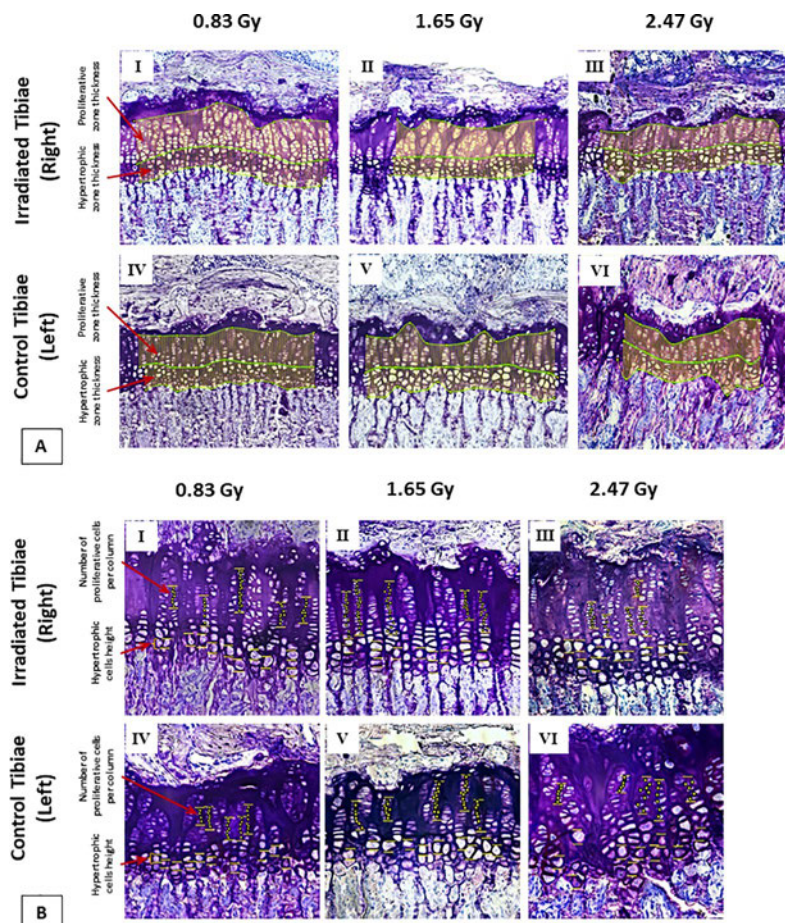 0.83 Gy 1.65 Gy 2.47 Gy
Irradiated Tibiae
(Right)
Proliferative
zone thickness
Hypertrophic
zone thickness
I II III
Control Tibiae
(Left)
Proliferative
zone thickness
Hypertrophic
zone thickness
IV V VI
A
0.83 Gy 1.65 Gy 2.47 Gy
Irradiated Tibiae
(Right)
Number of
proliferative cells
per column
Hypertrophic
cells height
I II III
Control Tibiae
(Left)
Number of
proliferative cells
per column
Hypertrophic
cells height
IV V VI
B